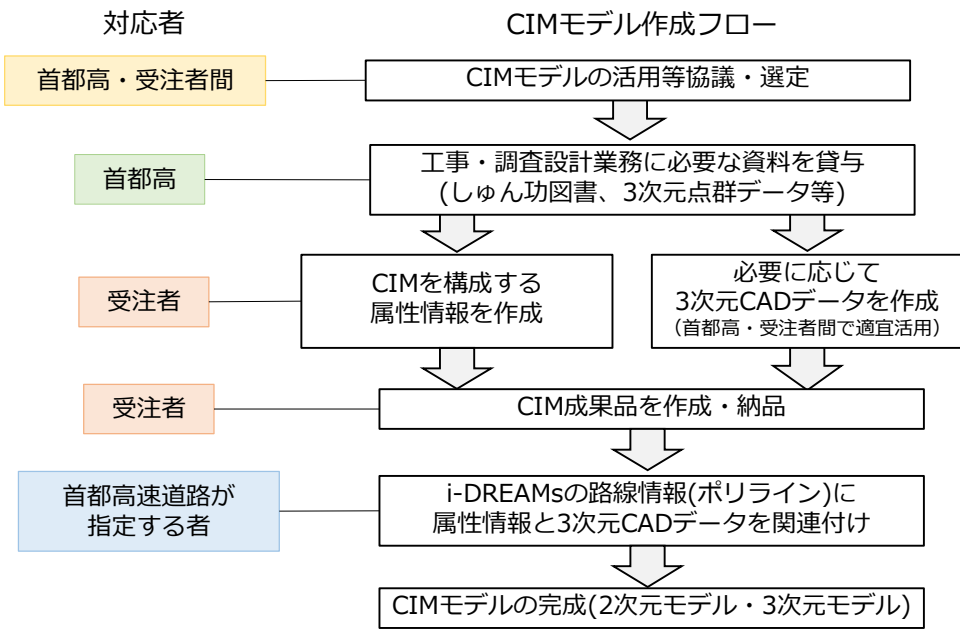 対応者
CIMモデル作成フロー
首都高・受注者間
CIMモデルの活用等協議・選定
首都高
工事・調査設計業務に必要な資料を貸与
(しゅん功図書、3次元点群データ等)
受注者
CIMを構成する
属性情報を作成
必要に応じて
3次元CADデータを作成
(首都高・受注者間で適宜活用)
受注者
CIM成果品を作成・納品
首都高速道路が
指定する者
i-DREAMsの路線情報(ポリライン)に
属性情報と3次元CADデータを関連付け
CIMモデルの完成(2次元モデル・3次元モデル)